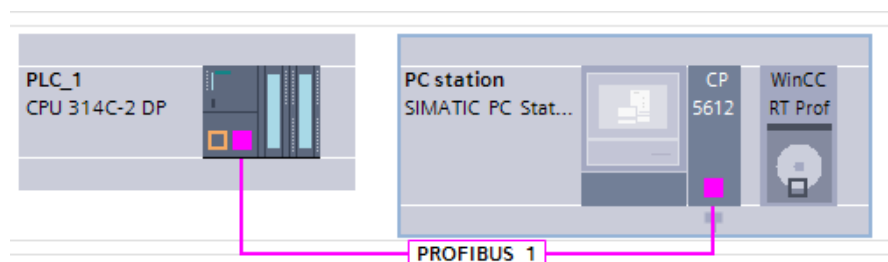 PLC_1
CPU 314C-2 DP
PC station
SIMATIC PC Stat...
CP
5612
WinCC
RT Prof
PROFIBUS_1